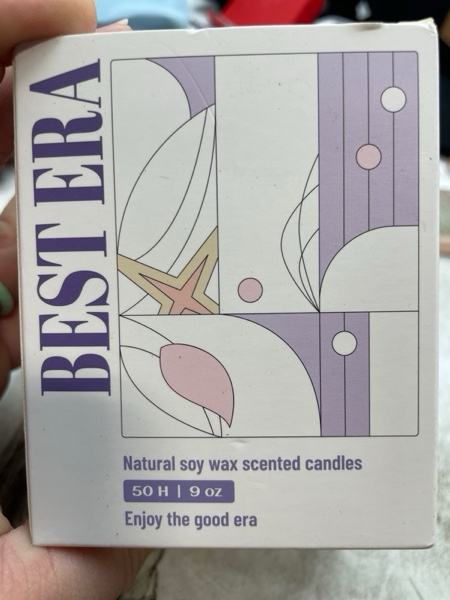 BEST ERA
Natural soy wax scented candles
50 H | 9 oz
Enjoy the good era